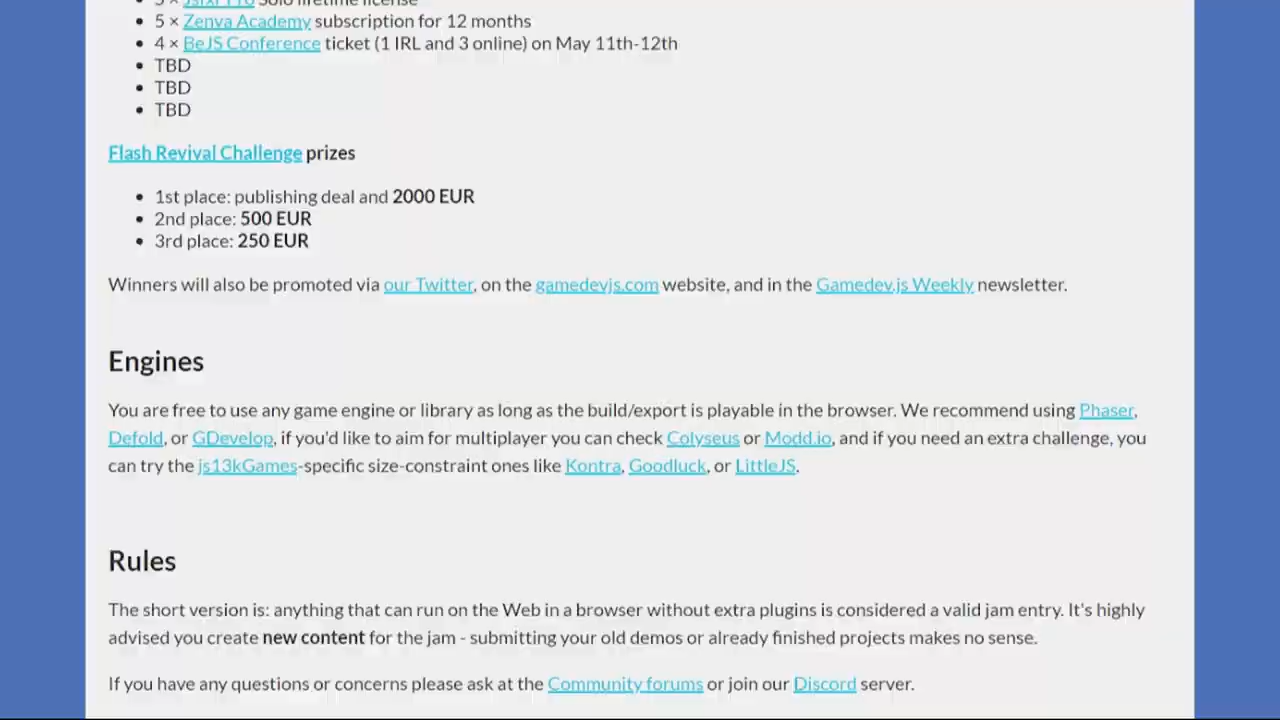 Solo lifetime license
5 × Zenva Academy subscription for 12 months
4 × BeJS Conference ticket (1 IRL and 3 online) on May 11th-12th
TBD
TBD
TBD
Flash Revival Challenge prizes
1st place: publishing deal and 2000 EUR
2nd place: 500 EUR
3rd place: 250 EUR
Winners will also be promoted via our Twitter, on the gamedevjs.com website, and in the Gamedev.js Weekly newsletter.
Engines
You are free to use any game engine or library as long as the build/export is playable in the browser. We recommend using Phaser,
Defold, or GDevelop, if you'd like to aim for multiplayer you can check Colyseus or Modd.io, and if you need an extra challenge, you
can try the js13kGames-specific size-constraint ones like Kontra, Goodluck, or LittleJS.
Rules
The short version is: anything that can run on the Web in a browser without extra plugins is considered a valid jam entry. It's highly
advised you create new content for the jam - submitting your old demos or already finished projects makes no sense.
If you have any questions or concerns please ask at the Community forums or join our Discord server.